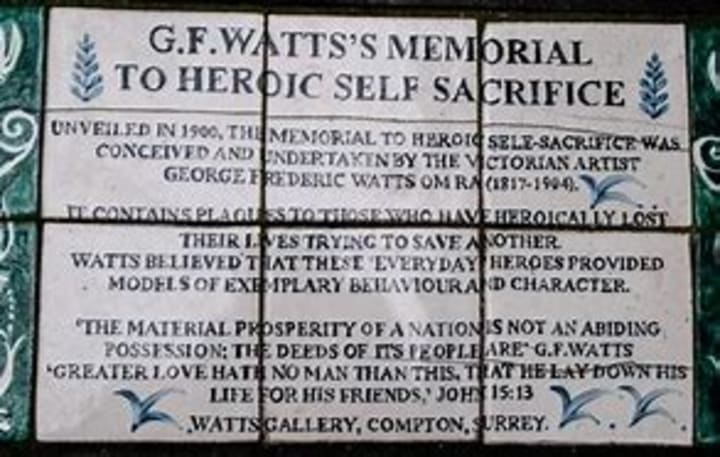 G.F.WATTS'S MEMORIAL
TO HEROIC SELF SACRIFICE
UNVEILED IN 1900, THE MEMORIAL TO HEROIC SELF-SACRIFICE WAS
CONCEIVED AND UNDERTAKEN BY THE VICTORIAN ARTIST
GEORGE FREDERIC WATTS OM RA (1817-1904).
IT CONTAINS PLAQUES TO THOSE WHO HAVE HEROICALLY LOST
THEIR LIVES TRYING TO SAVE ANOTHER.
WATTS BELIEVED THAT THESE 'EVERYDAY' HEROES PROVIDED
MODELS OF EXEMPLARY BEHAVIOUR AND CHARACTER.
'THE MATERIAL PROSPERITY OF A NATION IS NOT AN ABIDING
POSSESSION; THE DEEDS OF ITS PEOPLE ARE' G.F.WATTS
'GREATER LOVE HATH NO MAN THAN THIS, THAT HE LAY DOWN HIS
LIFE FOR HIS FRIENDS,' JOHN 15:13
WATTS GALLERY, COMPTON, SURREY.